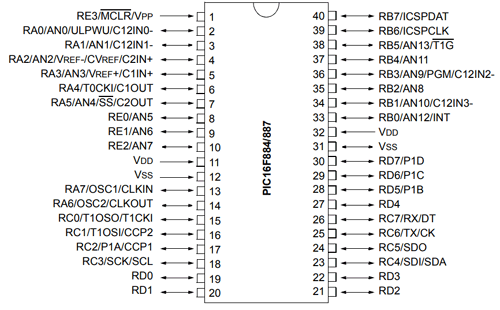 RE3/MCLR/VPP 1 40 RB7/ICSPDAT
RA0/AN0/ULPWU/C12IN0- 2 39 RB6/ICSPCLK
RA1/AN1/C12IN1- 3 38 RB5/AN13/T1G
RA2/AN2/VREF-/CVREF/C2IN+ 4 37 RB4/AN11
RA3/AN3/VREF+/C1IN+ 5 36 RB3/AN9/PGM/C12IN2-
RA4/T0CKI/C1OUT 6 35 RB2/AN8
RA5/AN4/SS/C2OUT 7 34 RB1/AN10/C12IN3-
RE0/AN5 8 33 RB0/AN12/INT
RE1/AN6 9 32 VDD
RE2/AN7 10 31 VSS
VDD 11 30 RD7/P1D
VSS 12 29 RD6/P1C
RA7/OSC1/CLKIN 13 28 RD5/P1B
RA6/OSC2/CLKOUT 14 27 RD4
RC0/T1OSO/T1CKI 15 26 RC7/RX/DT
RC1/T1OSI/CCP2 16 25 RC6/TX/CK
RC2/P1A/CCP1 17 24 RC5/SDO
RC3/SCK/SCL 18 23 RC4/SDI/SDA
RD0 19 22 RD3
RD1 20 21 RD2
PIC16F884/887